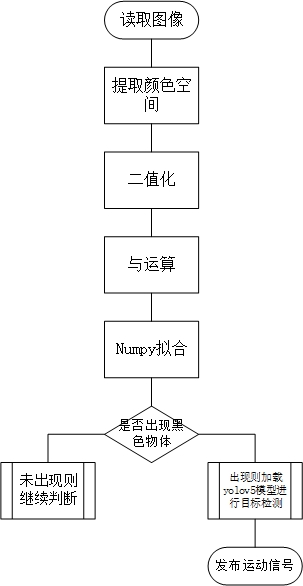 读取图像
提取颜色空
间
二值化
与运算
Numpy拟合
是否出现黑
色物体
未出现则
继续判断
出现则加载
yolov5模型进
行目标检测
发布运动信号